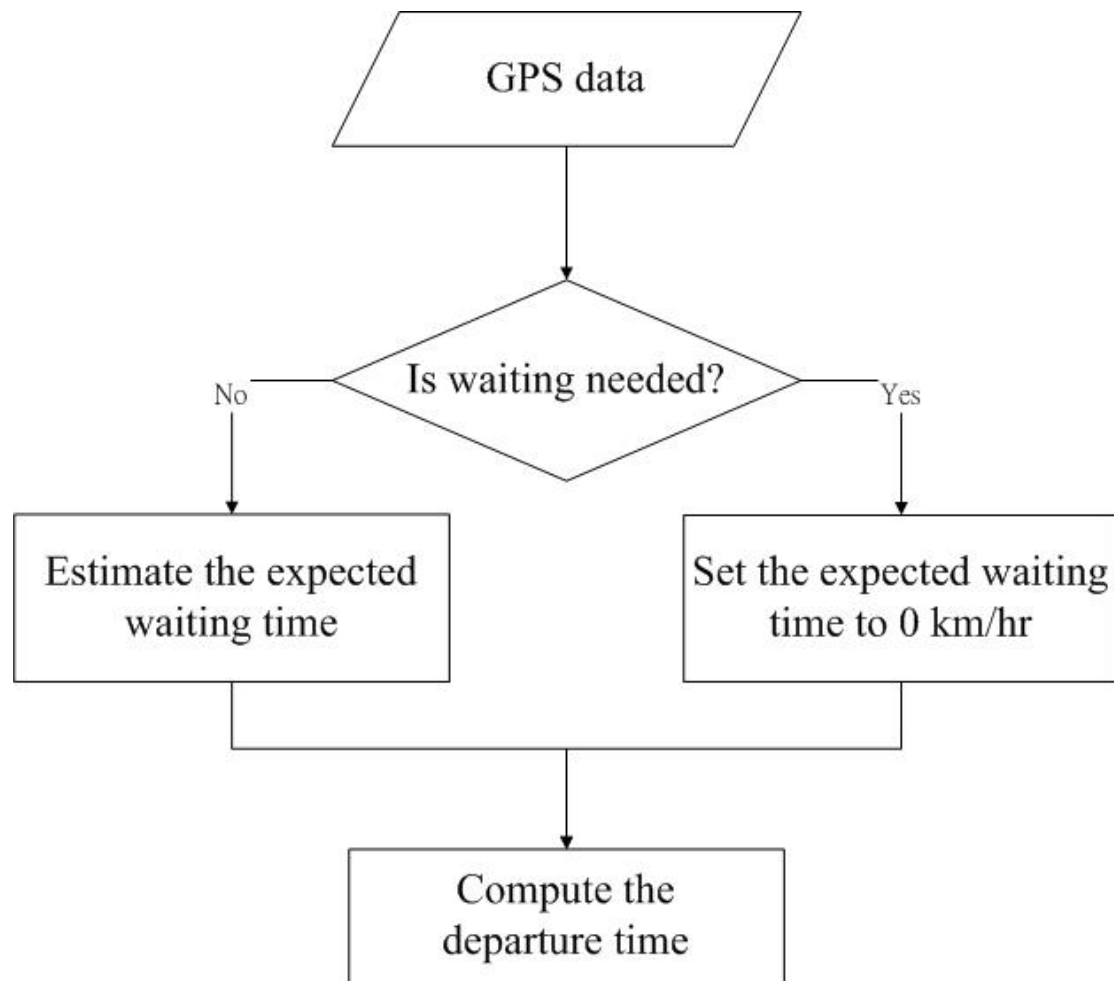 GPS data
Is waiting needed?
No
Yes
Estimate the expected
waiting time
Set the expected waiting
time to 0 km/hr
Compute the
departure time